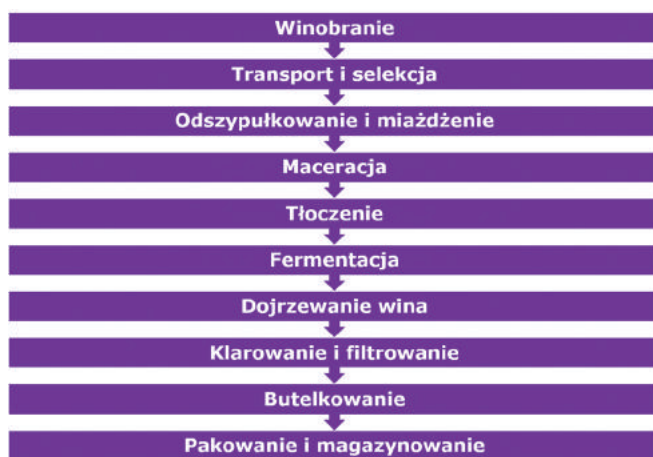 Winobranie
Transport i selekcja
Odszypułkowanie i miażdżenie
Maceracja
Tłoczenie
Fermentacja
Dojrzewanie wina
Klarowanie i filtrowanie
Butelkowanie
Pakowanie i magazynowanie